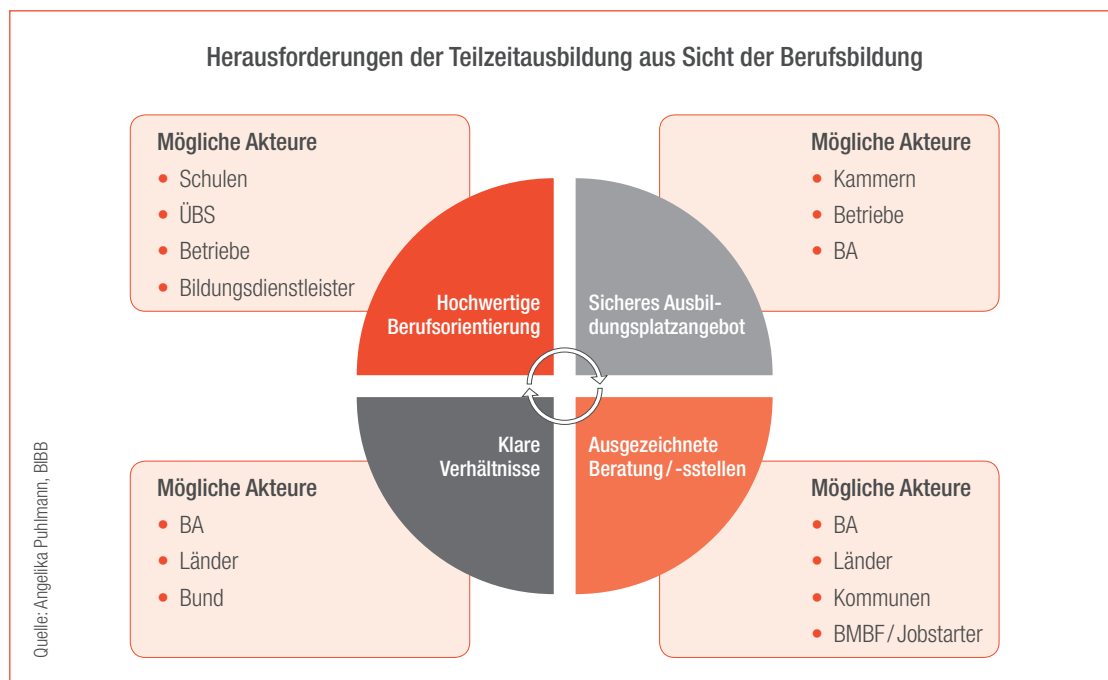 Herausforderungen der Teilzeitausbildung aus Sicht der Berufsbildung
Mögliche Akteure
• Schulen
• ÜBS
• Betriebe
• Bildungsdienstleister
Mögliche Akteure
• Kammern
• Betriebe
• BA
Hochwertige
Berufsorientierung
Sicheres Ausbil-
dungsplatzangebot
Klare
Verhältnisse
Ausgezeichnete
Beratung/-sstellen
Mögliche Akteure
• BA
• Länder
• Bund
Mögliche Akteure
• BA
• Länder
• Kommunen
• BMBF/Jobstarter
Quelle: Angelika Puhlmann, BIBB